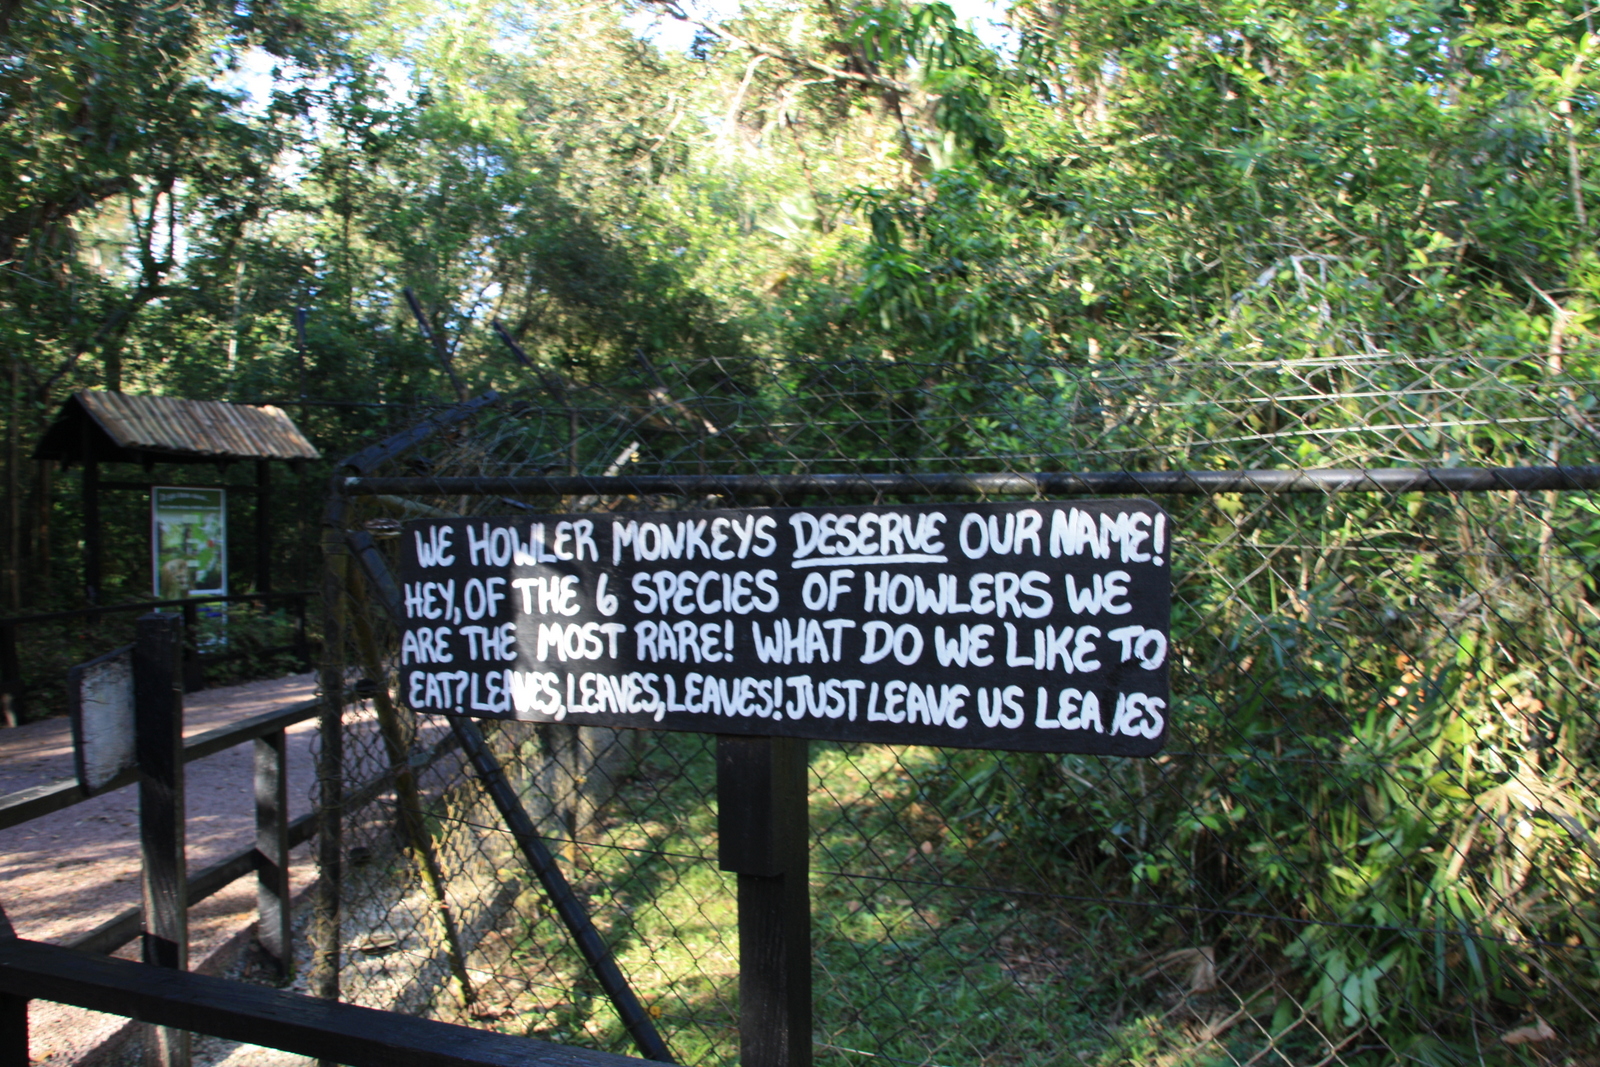 WE HOWLER MONKEYS DESERVE OUR NAME!
HEY, OF THE 6 SPECIES OF HOWLERS WE
ARE THE MOST RARE! WHAT DO WE LIKE TO
EAT? LEAVES, LEAVES, LEAVES! JUST LEAVE US LEAVES